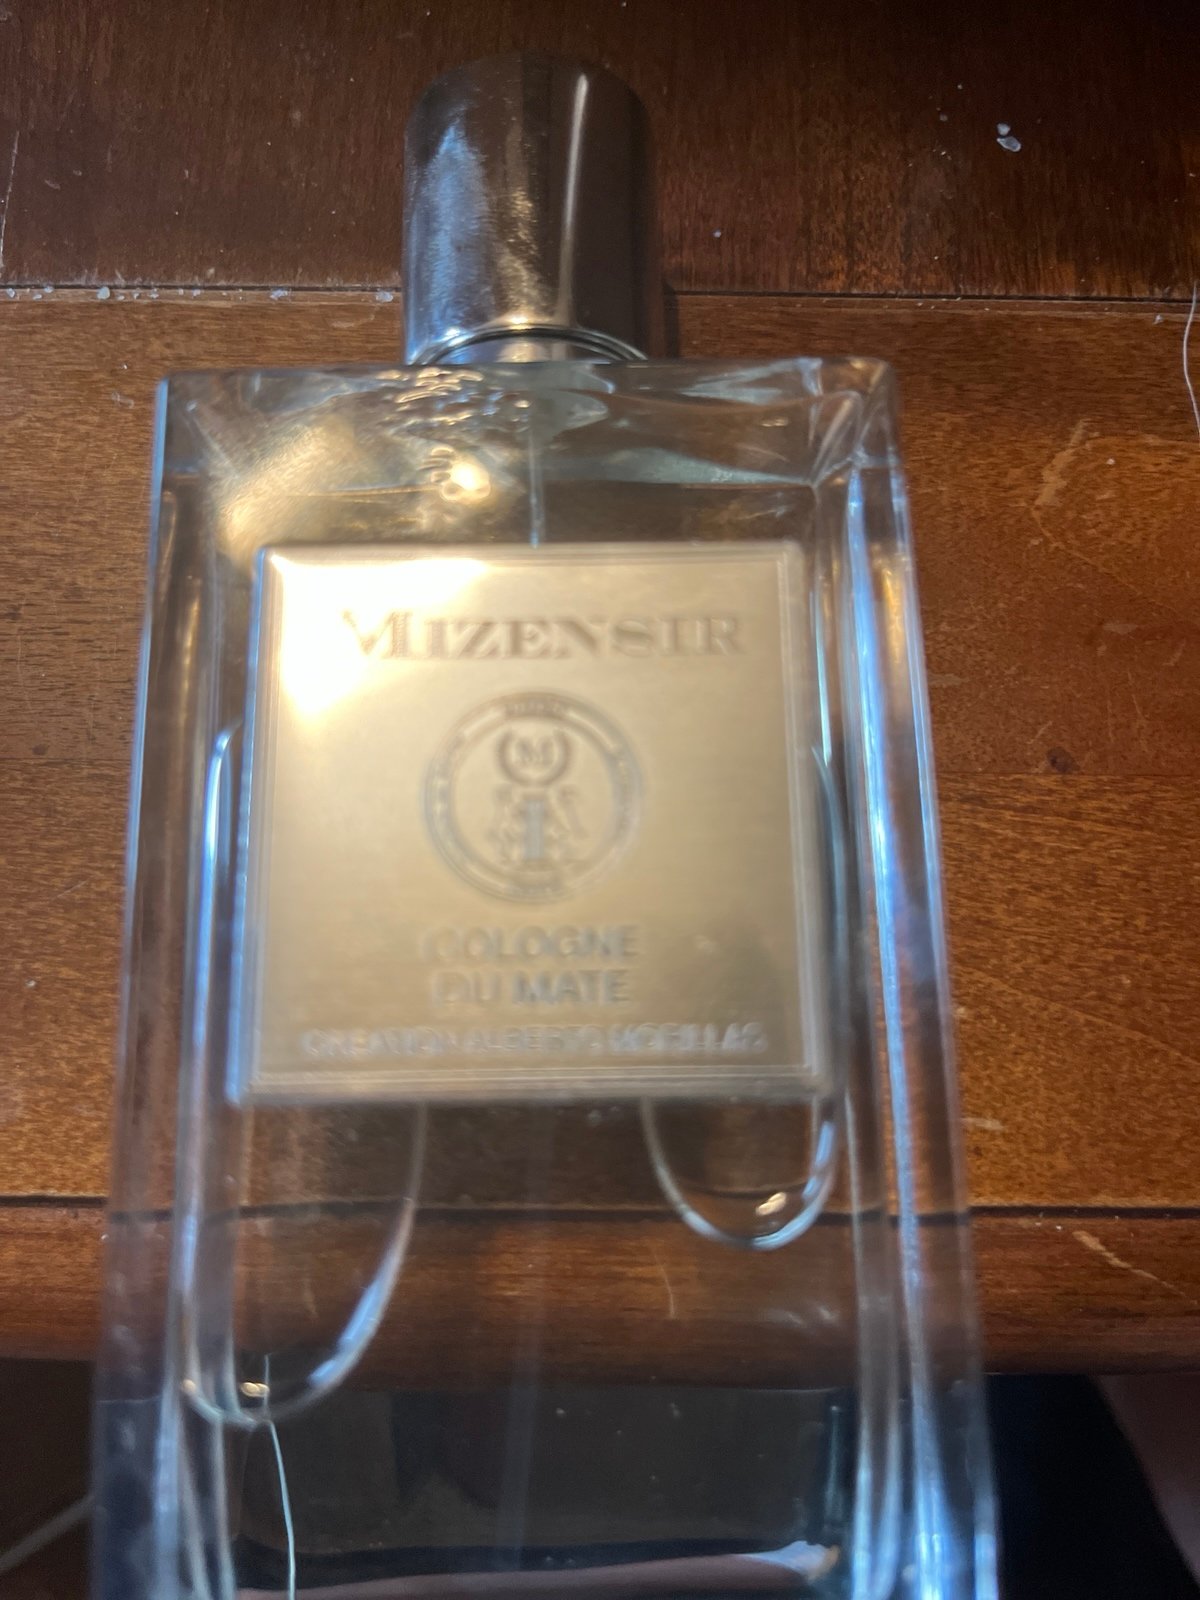 MIZENSIR
M
COLOGNE
DU MATE
CREATION ALBERTO MORILLAS